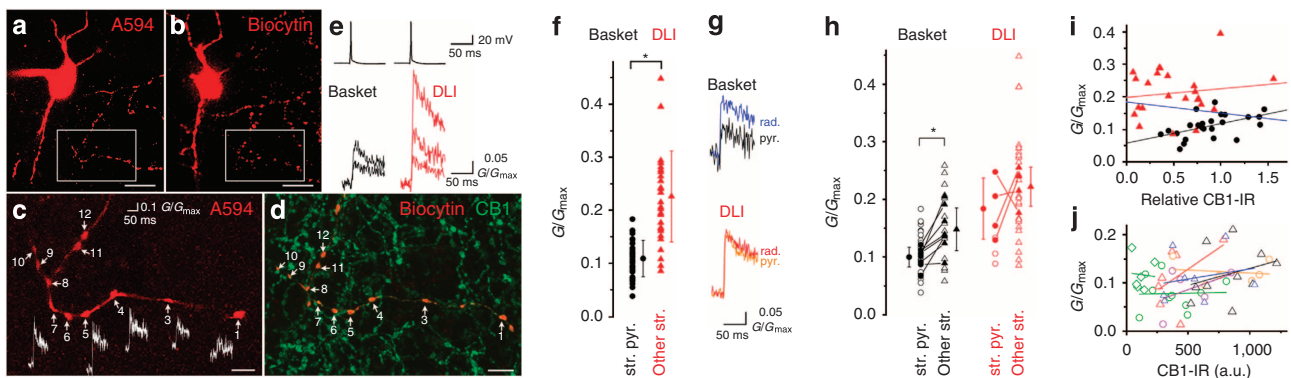 a
A594
b
Biocytin
c
0.1 G/Gmax
50 ms
A594
12
11
10
9
8
7
6
5
4
3
1
d
Biocytin CB1
12
11
10
9
8
7
6
5
4
3
1
e
20 mV
50 ms
Basket
DLI
0.05
G/Gmax
50 ms
f
Basket DLI
*
G/Gmax
0.4
0.3
0.2
0.1
0.0
str. pyr.
Other str.
g
Basket
rad.
pyr.
DLI
rad.
pyr.
0.05
G/Gmax
50 ms
h
Basket
DLI
*
G/Gmax
0.4
0.3
0.2
0.1
0.0
str. pyr.
Other str.
str. pyr.
Other str.
i
G/Gmax
0.4
0.3
0.2
0.1
0.0
0.0 0.5 1.0 1.5
Relative CB1-IR
j
G/Gmax
0.2
0.1
0.0
0 500 1,000
CB1-IR (a.u.)